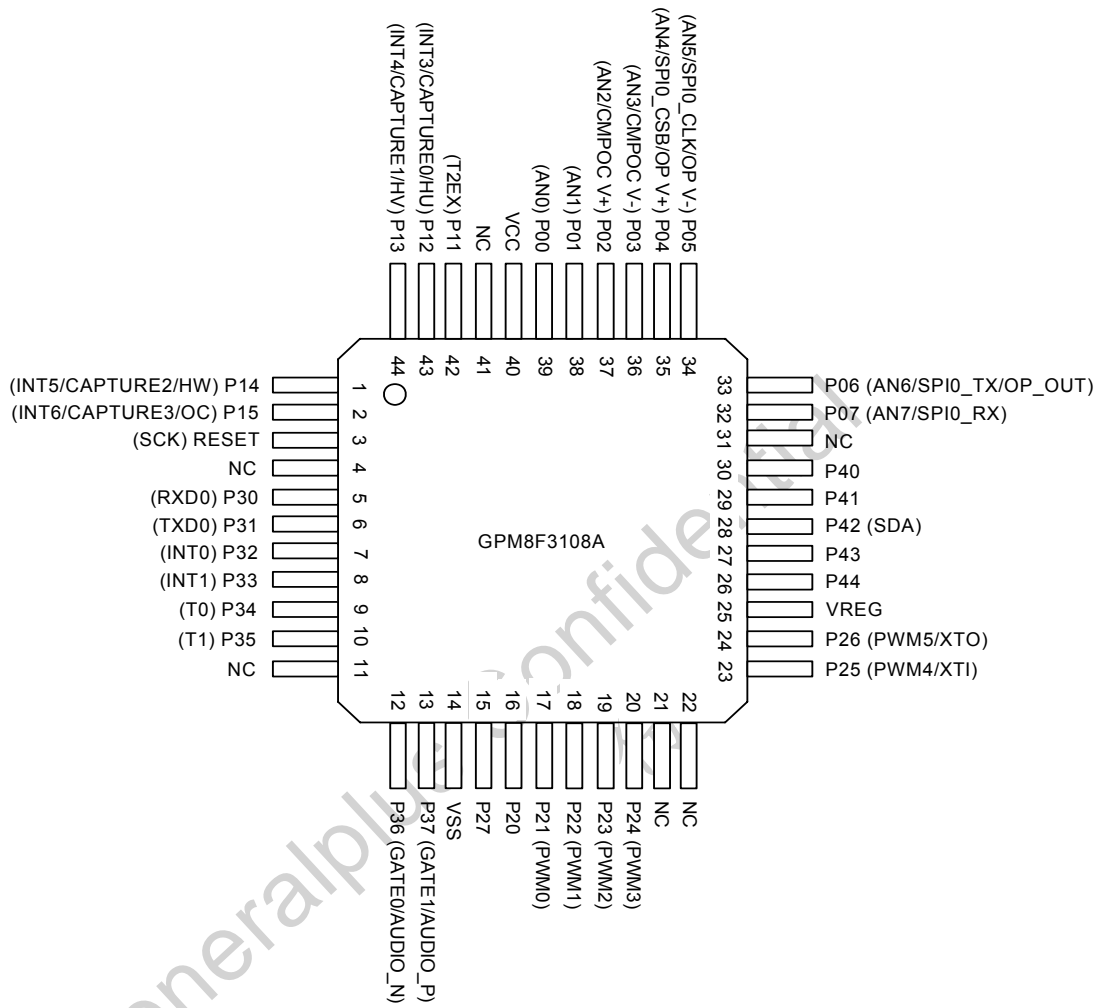 (INT4/CAPTURE1/HV) P13
(INT3/CAPTURE0/HU) P12
(T2EX) P11
NC
VCC
(AN0) P00
(AN1) P01
(AN2/CMPOC V+) P02
(AN3/CMPOC V-) P03
(AN4/SPI0_CSB/OP V+) P04
(AN5/SPI0_CLK/OP V-) P05
44
43
42
41
40
39
38
37
36
35
34
(INT5/CAPTURE2/HW) P14
(INT6/CAPTURE3/OC) P15
(SCK) RESET
NC
(RXD0) P30
(TXD0) P31
(INT0) P32
(INT1) P33
(T0) P34
(T1) P35
NC
1
2
3
4
5
6
7
8
9
10
11
GPM8F3108A
33
32
31
30
29
28
27
26
25
24
23
P06 (AN6/SPI0_TX/OP_OUT)
P07 (AN7/SPI0_RX)
NC
P40
P41
P42 (SDA)
P43
P44
VREG
P26 (PWM5/XTO)
P25 (PWM4/XTI)
12
13
14
15
16
17
18
19
20
21
22
P36 (GATE0/AUDIO_N)
P37 (GATE1/AUDIO_P)
VSS
P27
P20
P21 (PWM0)
P22 (PWM1)
P23 (PWM2)
P24 (PWM3)
NC
NC